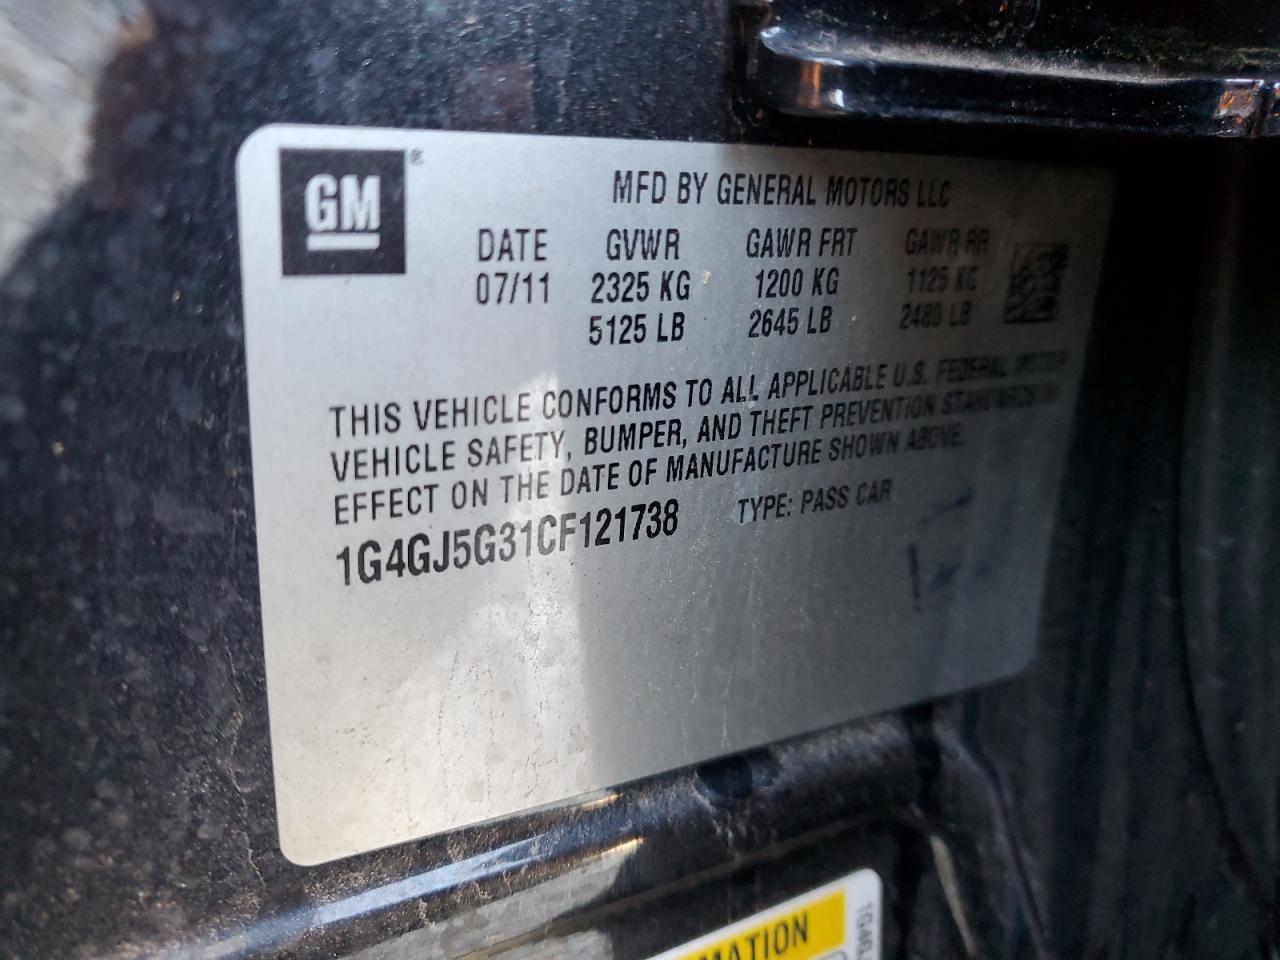 GM®
MFD BY GENERAL MOTORS LLC
DATE GVWR GAWR FRT GAWR RR
07/11 2325 KG 1200 KG 1125 KG
5125 LB 2645 LB 2480 LB
THIS VEHICLE CONFORMS TO ALL APPLICABLE U.S. FEDERAL MOTOR
VEHICLE SAFETY, BUMPER, AND THEFT PREVENTION STANDARDS IN
EFFECT ON THE DATE OF MANUFACTURE SHOWN ABOVE.
1G4GJ5G31CF121738 TYPE: PASS CAR